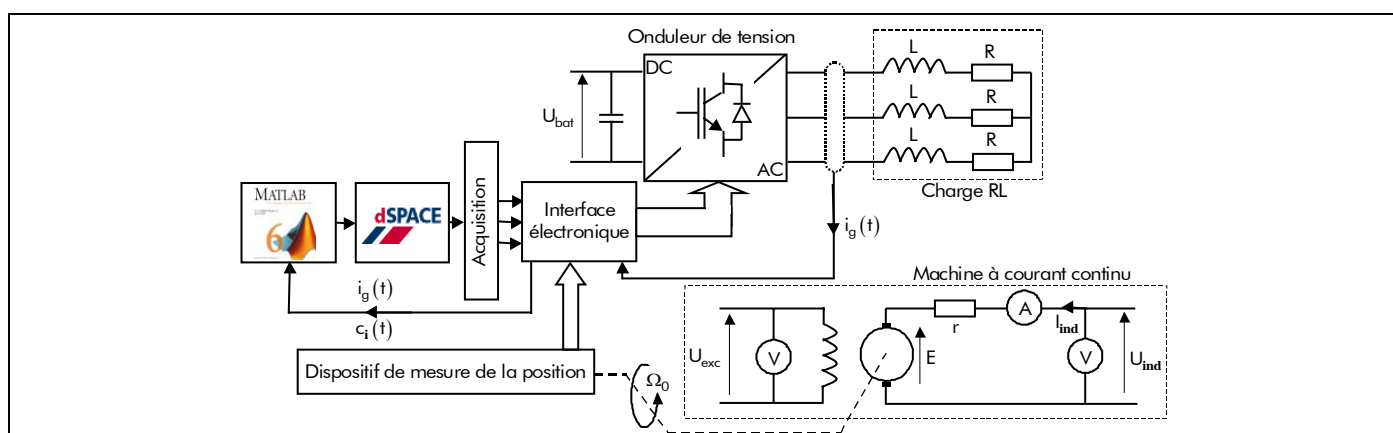 Onduleur de tension
DC
AC
U_bat
L
R
L
R
L
R
Charge RL
MATLAB
6
dSPACE
Acquisition
Interface
électronique
i_g(t)
i_g(t)
c_i(t)
Dispositif de mesure de la position
Ω_0
Machine à courant continu
U_exc
V
E
r
A
I_ind
V
U_ind